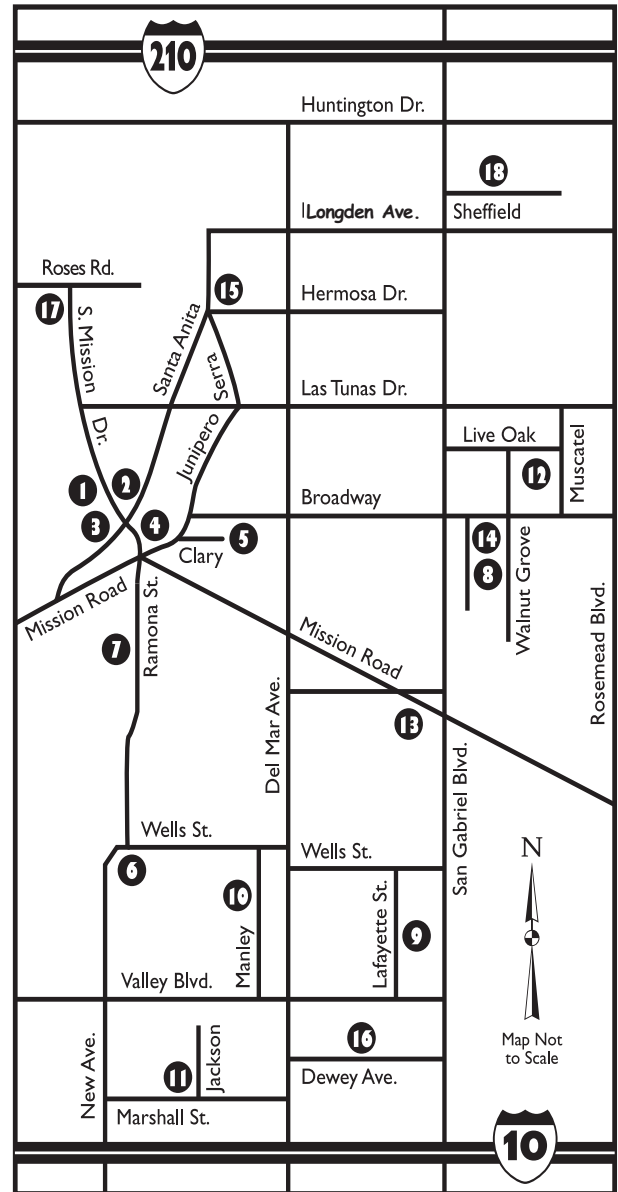 210
Huntington Dr.
18
Longden Ave.
Sheffield
Roses Rd.
15
Hermosa Dr.
17
S. Mission
Dr.
Santa Anita
Junipero Serra
Las Tunas Dr.
Live Oak
Muscatel
12
1
2
Broadway
3
4
5
Clary
14
8
Walnut Grove
Mission Road
Ramona St.
7
Mission Road
Rosemead Blvd.
Del Mar Ave.
13
San Gabriel Blvd.
Wells St.
Wells St.
6
10
Manley
Lafayette St.
9
N
Valley Blvd.
New Ave.
11
Jackson
16
Dewey Ave.
Map Not
to Scale
Marshall St.
10